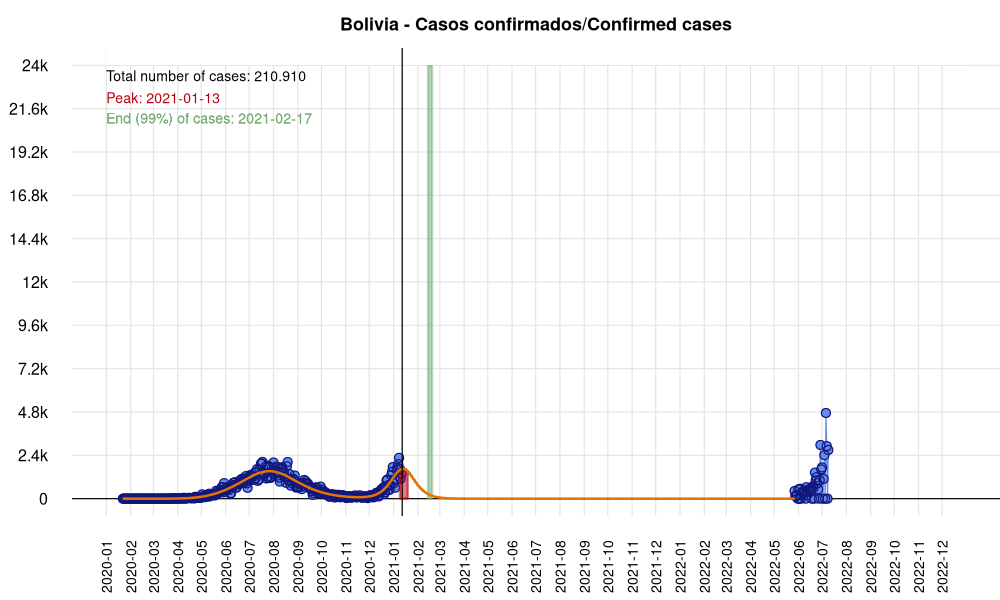 Bolivia - Casos confirmados/Confirmed cases
Total number of cases: 210.910
Peak: 2021-01-13
End (99%) of cases: 2021-02-17
24k
21.6k
19.2k
16.8k
14.4k
12k
9.6k
7.2k
4.8k
2.4k
0
2020-01
2020-02
2020-03
2020-04
2020-05
2020-06
2020-07
2020-08
2020-09
2020-10
2020-11
2020-12
2021-01
2021-02
2021-03
2021-04
2021-05
2021-06
2021-07
2021-08
2021-09
2021-10
2021-11
2021-12
2022-01
2022-02
2022-03
2022-04
2022-05
2022-06
2022-07
2022-08
2022-09
2022-10
2022-11
2022-12